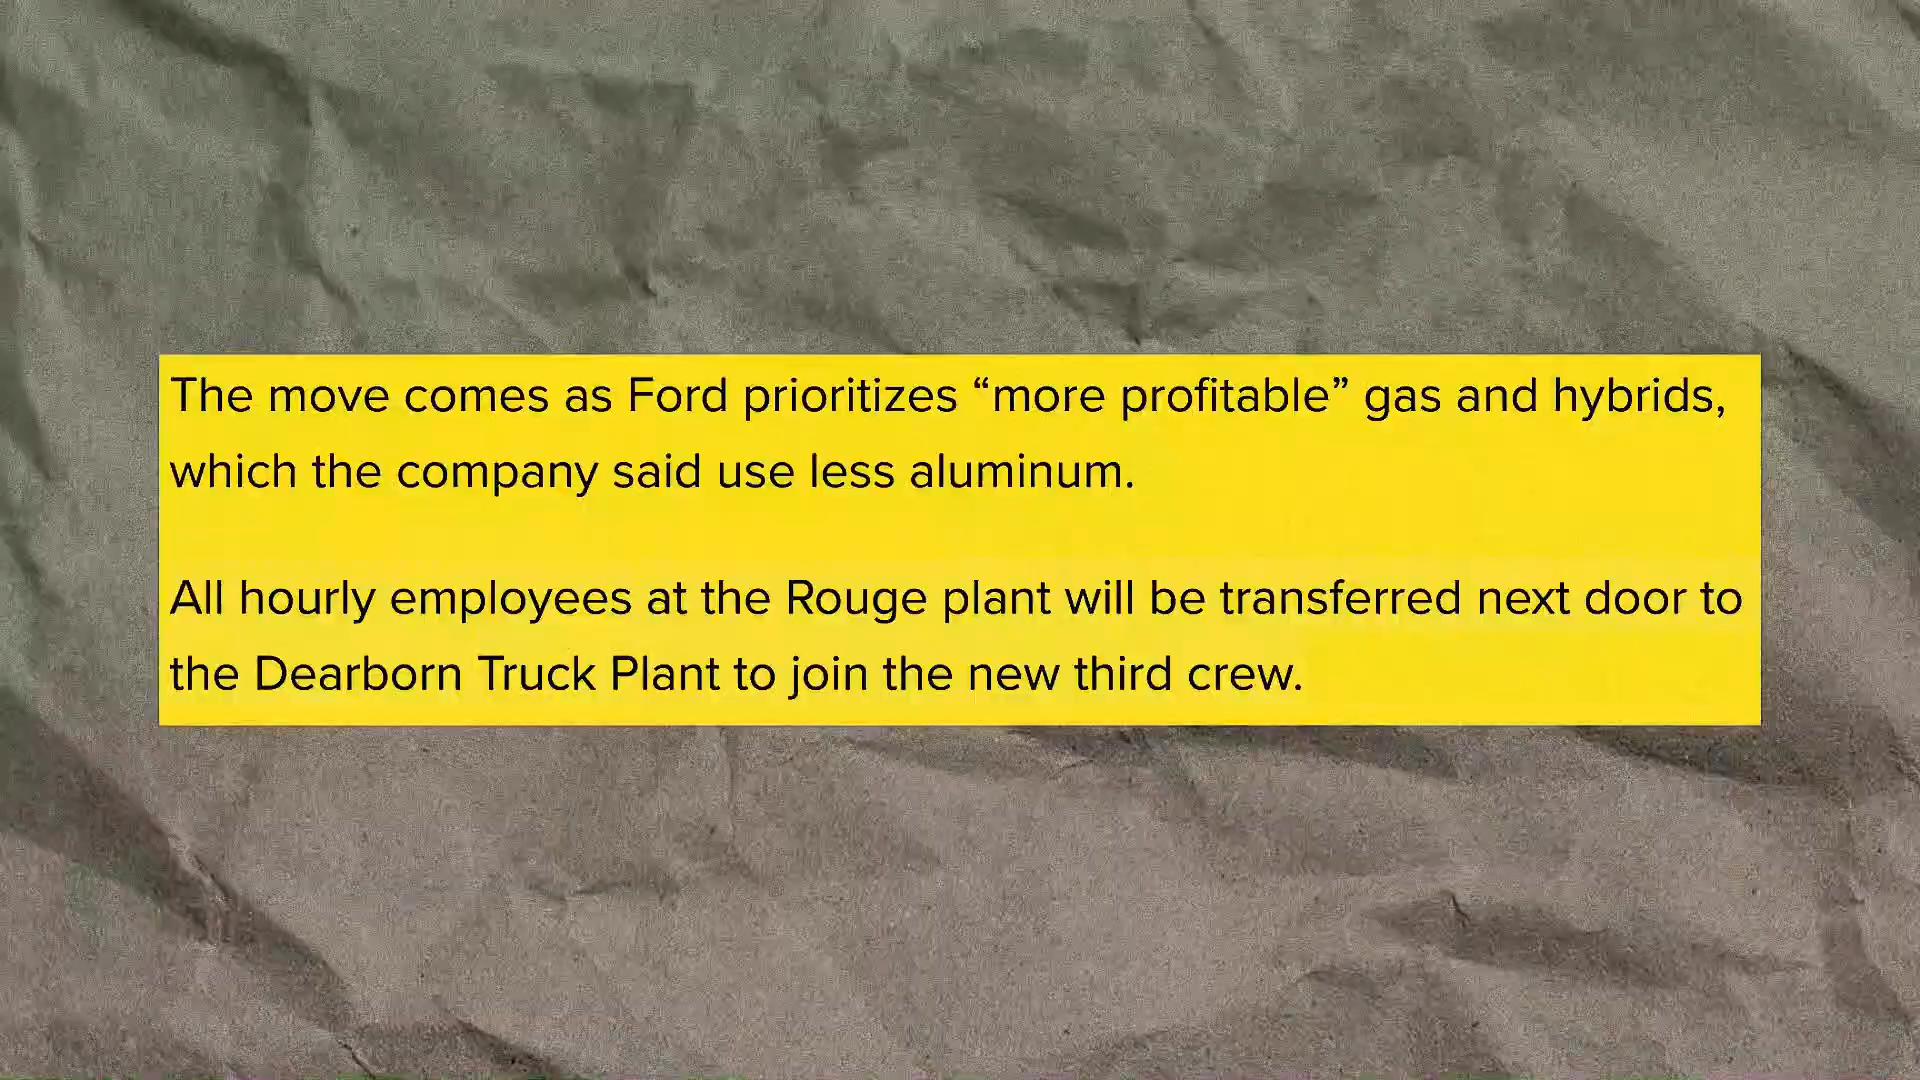 The move comes as Ford prioritizes “more profitable” gas and hybrids,
which the company said use less aluminum.
All hourly employees at the Rouge plant will be transferred next door to
the Dearborn Truck Plant to join the new third crew.